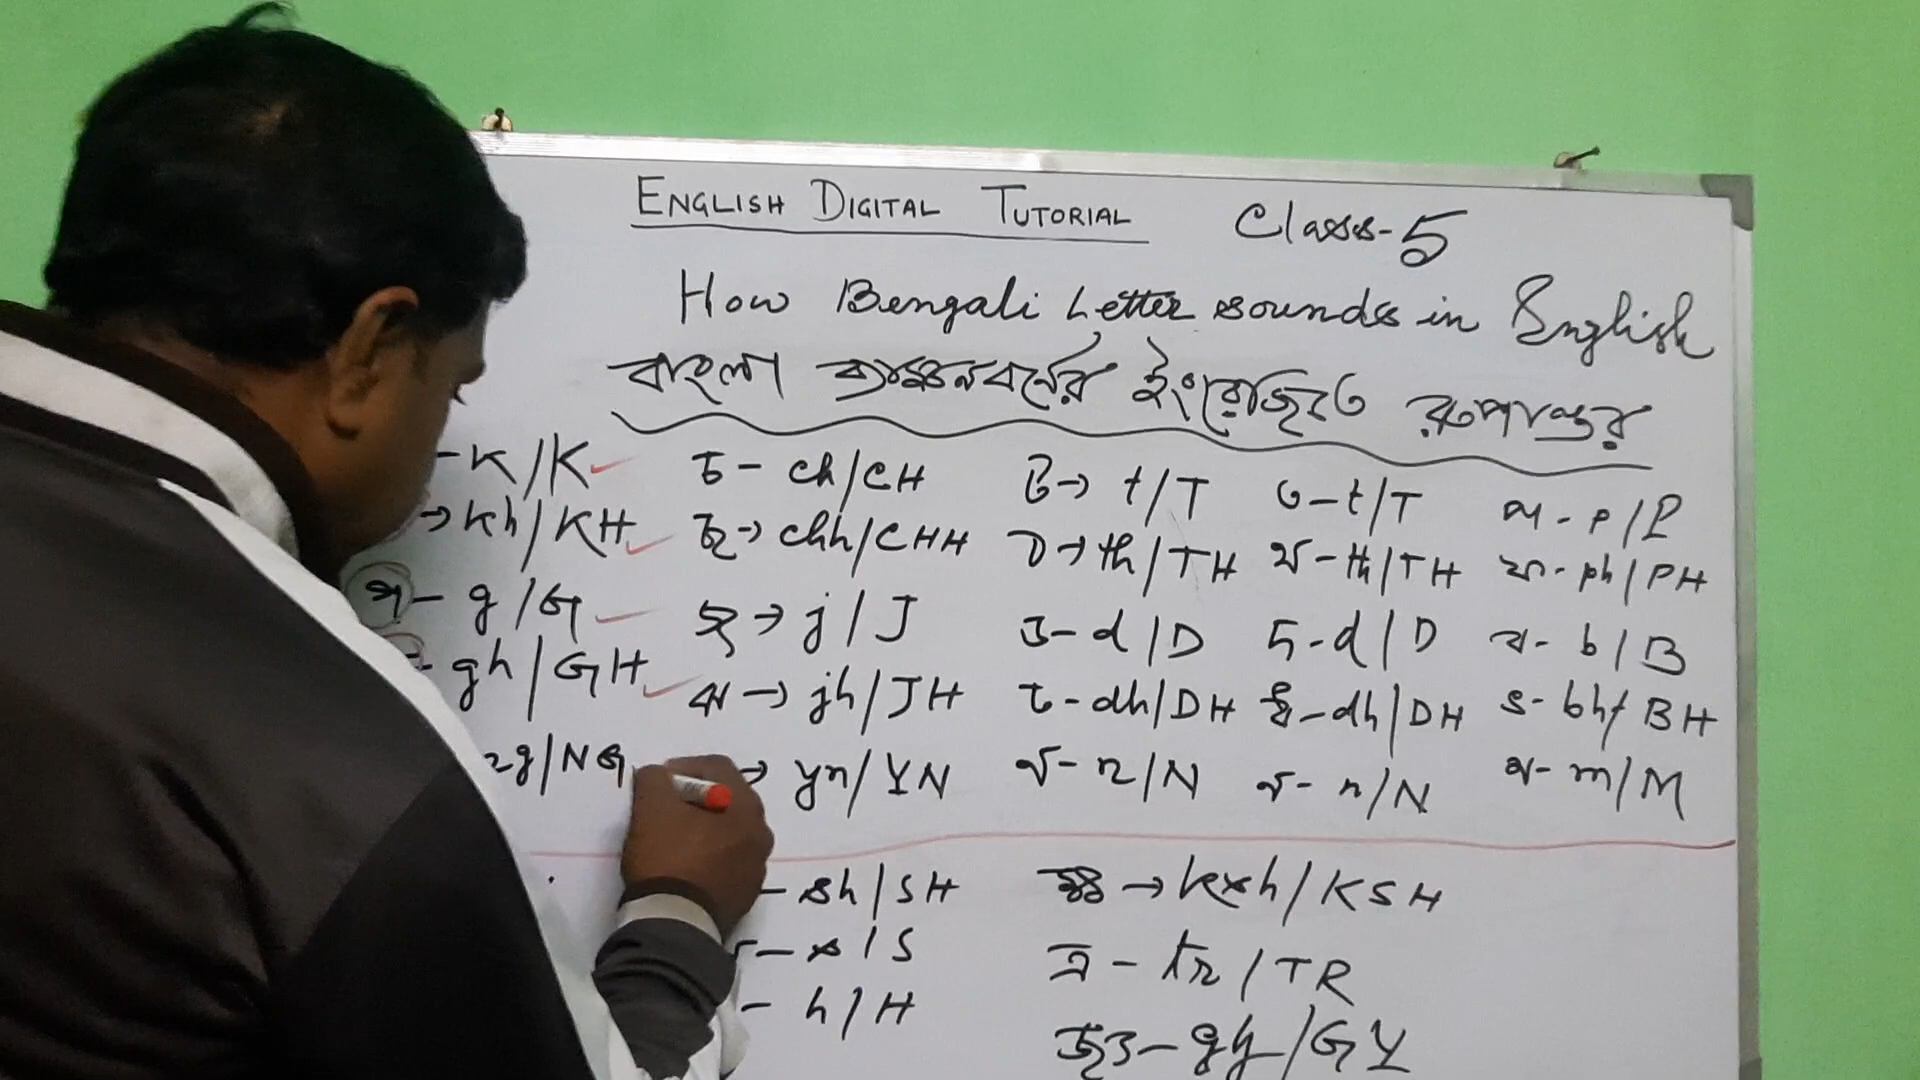 ENGLISH DIGITAL TUTORIAL Class-5
How Bengali Letter sounds in English
বাংলা ব্যাঞ্জনবর্নের ইংরেজিতে রুপান্তর
-K/K চ - ch/CH ট→ t/T ত-t/T প-P/P
→Kh/KH ছ→ chh/CHH ঠ→th/TH থ-th/TH ফ-ph/PH
গ- g/G জ→ j/J ড-d/D দ-d/D ব-b/B
- gh/GH ঝ→ jh/JH ঢ-dh/DH ধ-dh/DH ভ-bh/BH
g/NG → yn/YN ণ-n/N ন-n/N ম-m/M
- sh/SH ক্ষ → ksh/KSH
- s/S ত্র - tr/TR
- h/H জ্ঞ-gy/GY